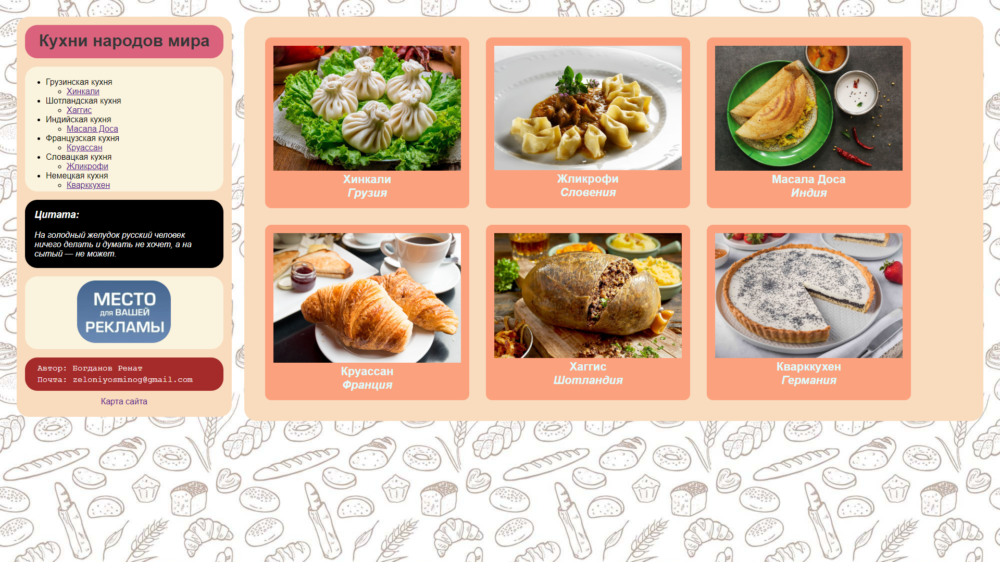 Кухни народов мира
Грузинская кухня
Хинкали
Шотландская кухня
Хаггис
Индийская кухня
Масала Доса
Французская кухня
Круассан
Словацкая кухня
Жликрофи
Немецкая кухня
Кварккухен
Цитата:
На голодный желудок русский человек
ничего делать и думать не хочет, а на
сытый — не может.
МЕСТО
для ВАШЕЙ
РЕКЛАМЫ
Автор: Богданов Ренат
Почта: zeloniyosminog@gmail.com
Карта сайта
Хинкали
Грузия
Жликрофи
Словения
Масала Доса
Индия
Круассан
Франция
Хаггис
Шотландия
Кварккухен
Германия